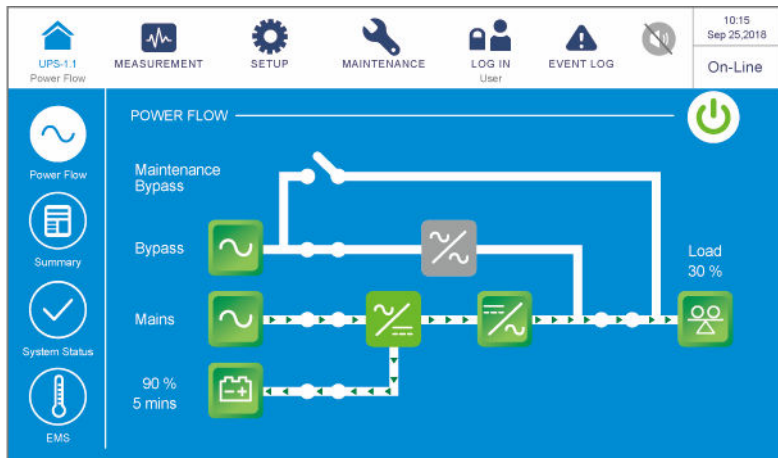 UPS-1.1
Power Flow
MEASUREMENT
SETUP
MAINTENANCE
LOG IN
User
EVENT LOG
10:15
Sep 25,2018
On-Line
POWER FLOW
Power Flow
Summary
System Status
EMS
Maintenance
Bypass
Bypass
Load
30 %
Mains
90 %
5 mins